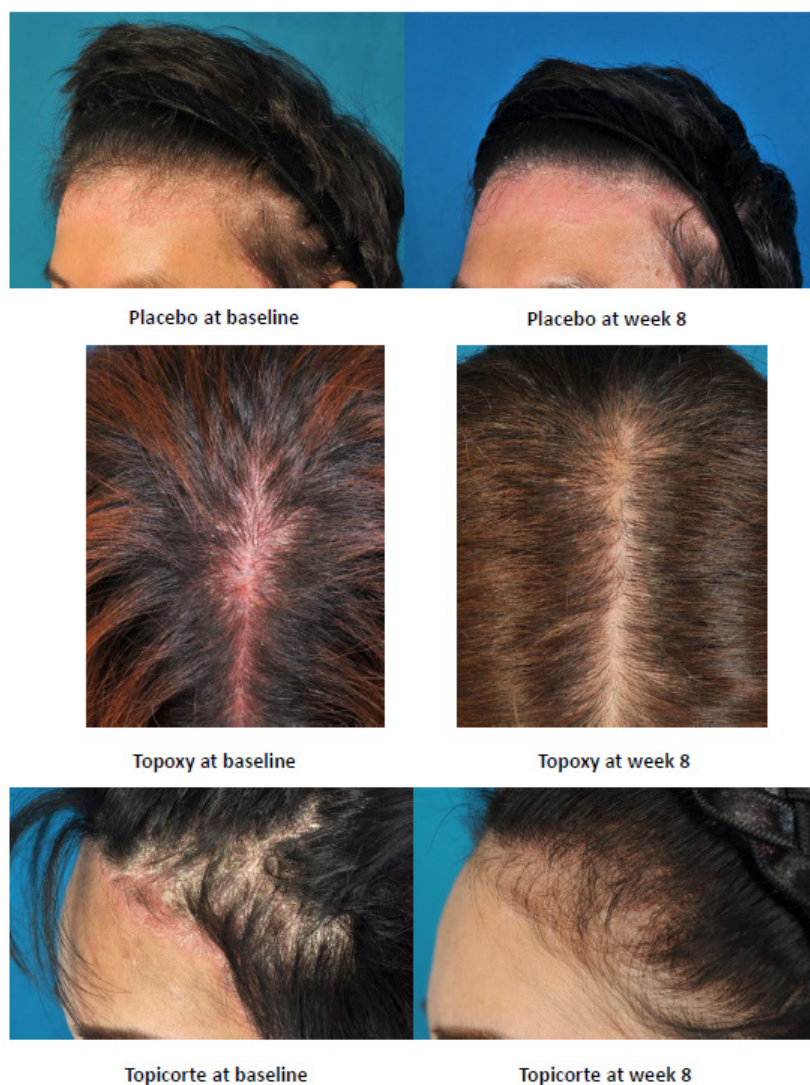 Placebo at baseline
Placebo at week 8
Topoxy at baseline
Topoxy at week 8
Topicorte at baseline
Topicorte at week 8